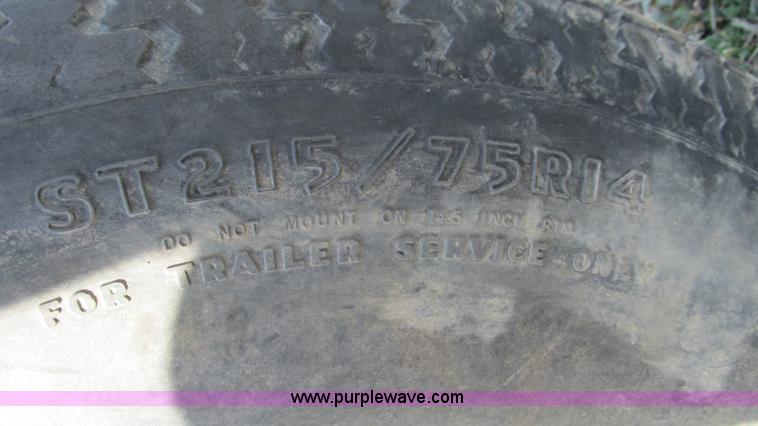 ST215/75R14
DO NOT MOUNT ON 14.5 INCH RIM
FOR TRAILER SERVICE ONLY
www.purplewave.com